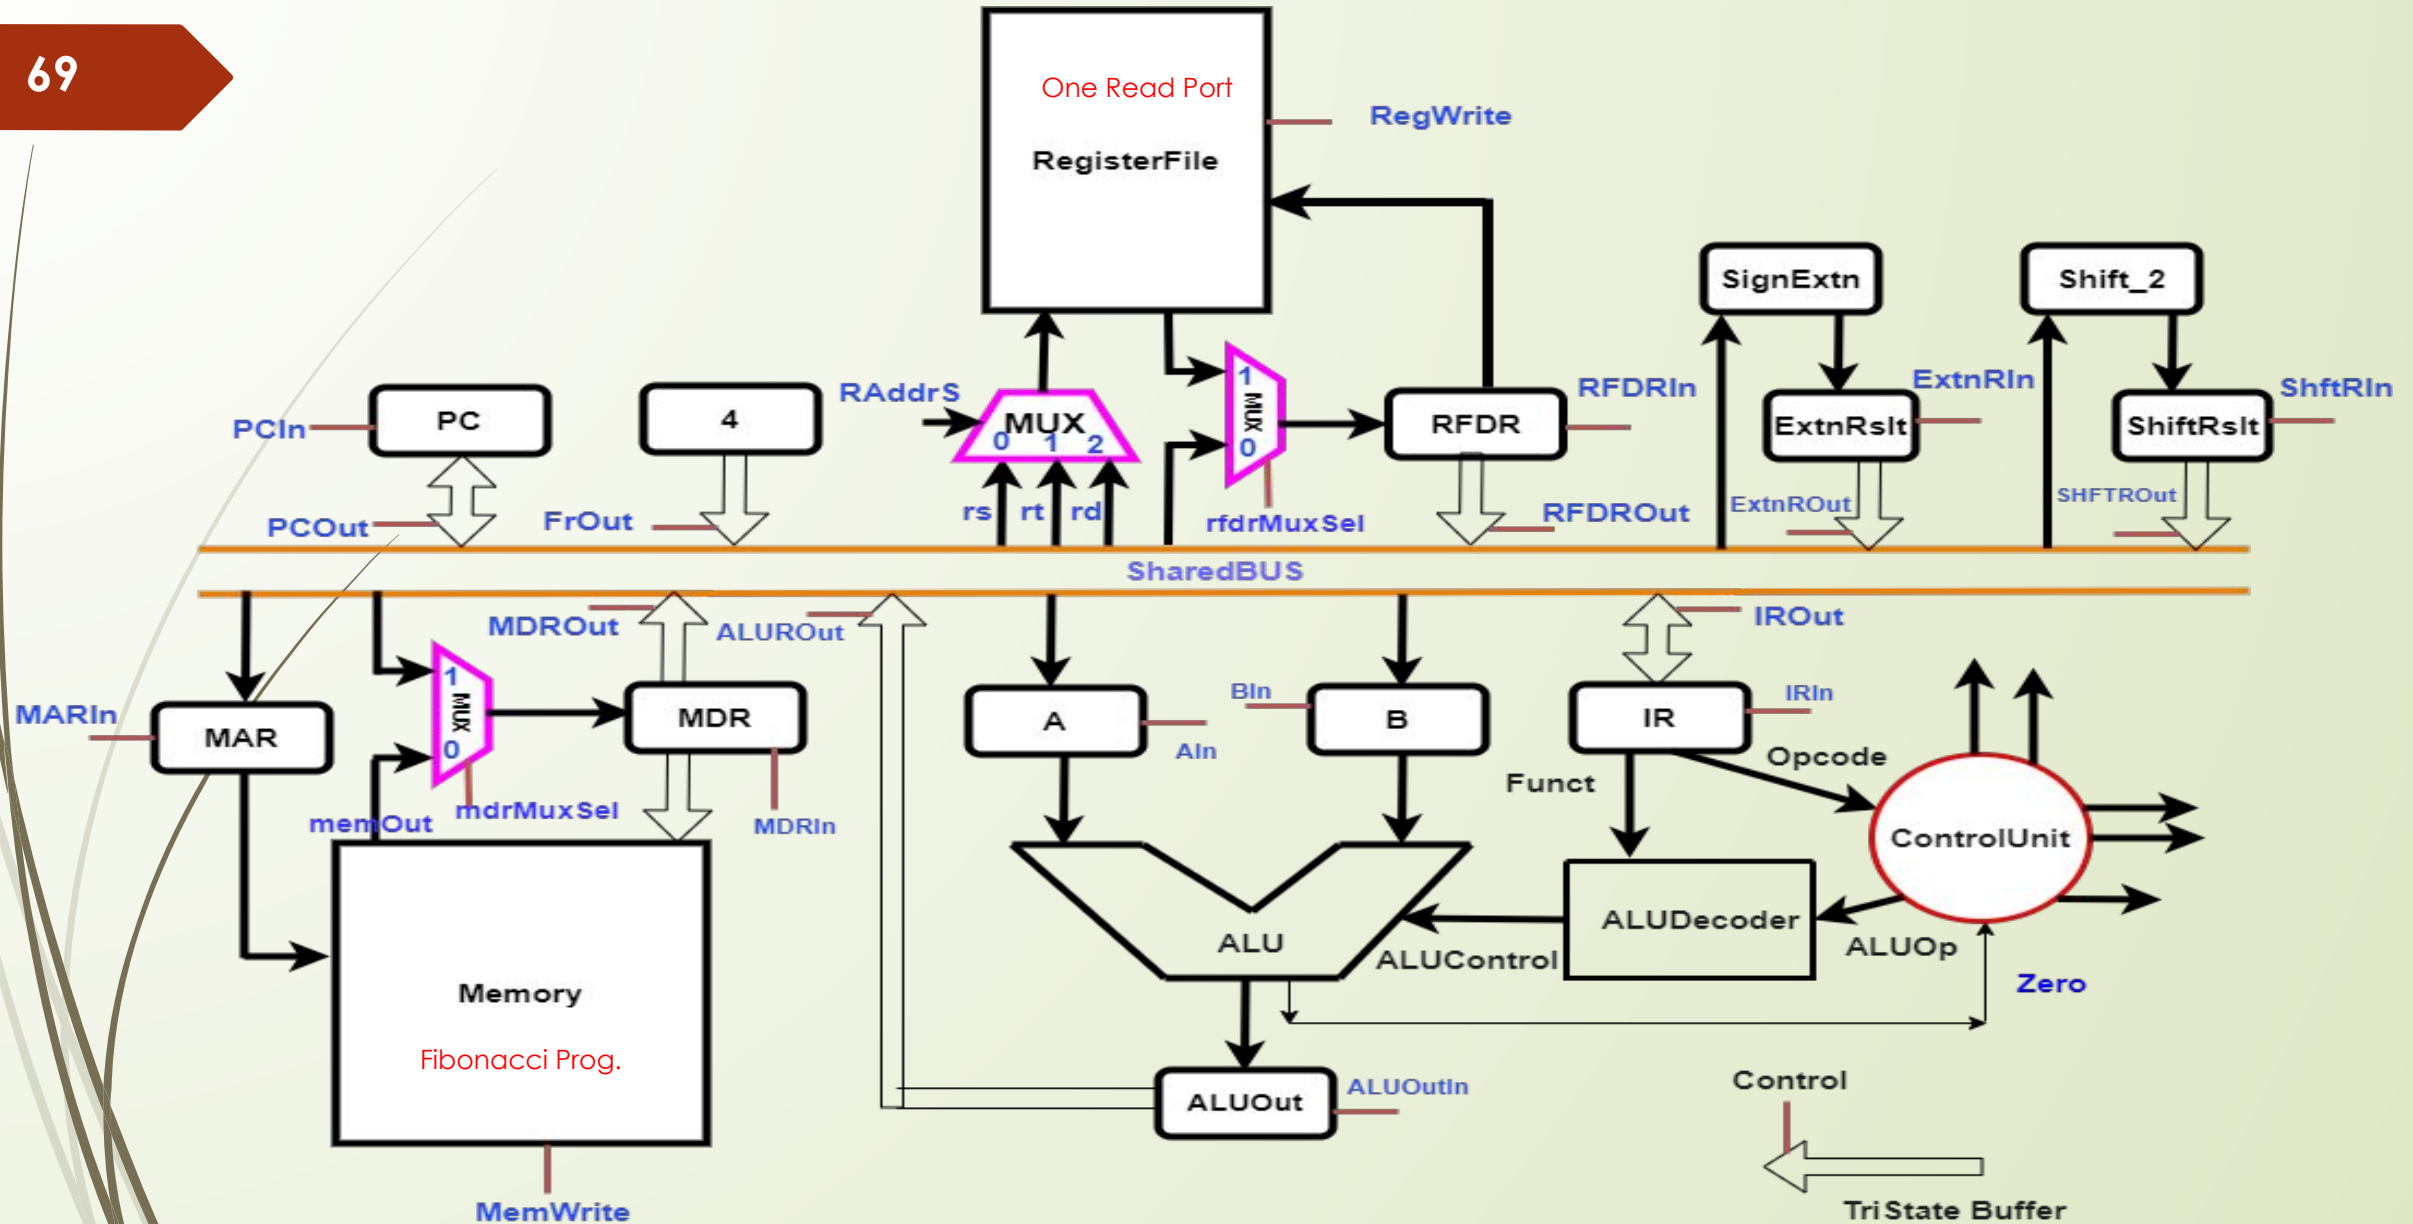 69
One Read Port
RegisterFile
RegWrite
SignExtn
Shift_2
PCIn
PC
4
RAddrS
MUX
0 1 2
1
MUX
0
RFDR
RFDRIn
ExtnRIn
ExtnRslt
ShftRIn
ShiftRslt
PCOut
FrOut
rs
rt
rd
rfdrMuxSel
RFDROut
ExtnROut
SHFTROut
SharedBUS
MDROut
ALUROut
IROut
MARIn
MAR
1
MUX
0
MDR
A
AIn
BIn
B
IR
IRIn
memOut
mdrMuxSel
MDRIn
Funct
Opcode
ControlUnit
ALU
ALUControl
ALUDecoder
ALUOp
Zero
Memory
Fibonacci Prog.
ALUOut
ALUOutIn
Control
MemWrite
TriState Buffer